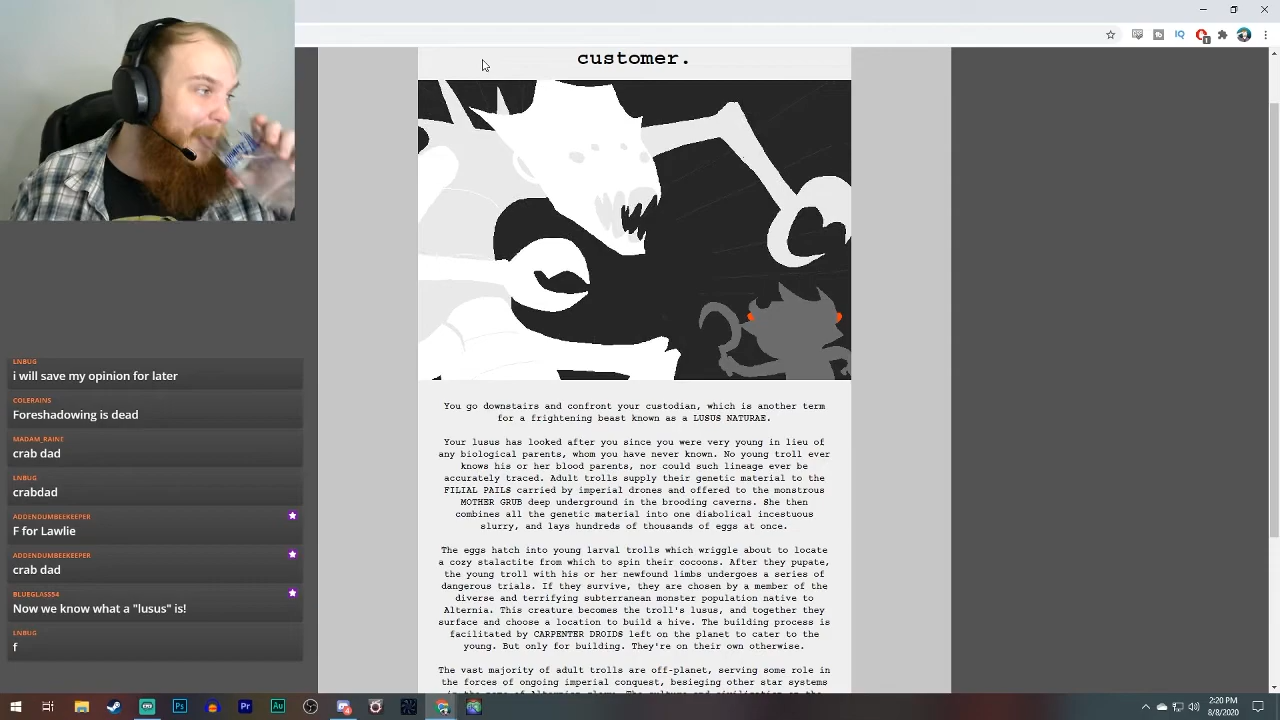 customer.
You go downstairs and confront your custodian, which is another term
for a frightening beast known as a LUSUS NATURAE.
Your lusus has looked after you since you were very young in lieu of
any biological parents, whom you have never known. No young troll ever
knows his or her blood parents, nor could such lineage ever be
accurately traced. Adult trolls supply their genetic material to the
FILIAL PAILS carried by imperial drones and offered to the monstrous
MOTHER GRUB deep underground in the brooding caverns. She then
combines all the genetic material into one diabolical incestuous
slurry, and lays hundreds of thousands of eggs at once.
The eggs hatch into young larval trolls which wriggle about to locate
a cozy stalactite from which to spin their cocoons. After they pupate,
the young troll with his or her newfound limbs undergoes a series of
dangerous trials. If they survive, they are chosen by a member of the
diverse and terrifying subterranean monster population native to
Alternia. This creature becomes the troll's lusus, and together they
surface and choose a location to build a hive. The building process is
facilitated by CARPENTER DROIDS left on the planet to cater to the
young. But only for building. They're on their own otherwise.
The vast majority of adult trolls are off-planet, serving some role in
the forces of ongoing imperial conquest, besieging other star systems
LNBUG
i will save my opinion for later
COLERAINS
Foreshadowing is dead
MADAM_RAINE
crab dad
LNBUG
crabdad
ADDENDUMBEEKEEPER
F for Lawlie
ADDENDUMBEEKEEPER
crab dad
BLUEGLASS54
Now we know what a "lusus" is!
LNBUG
f
IQ
1
Ps
Pr
Au
4
2:20 PM
8/8/2020